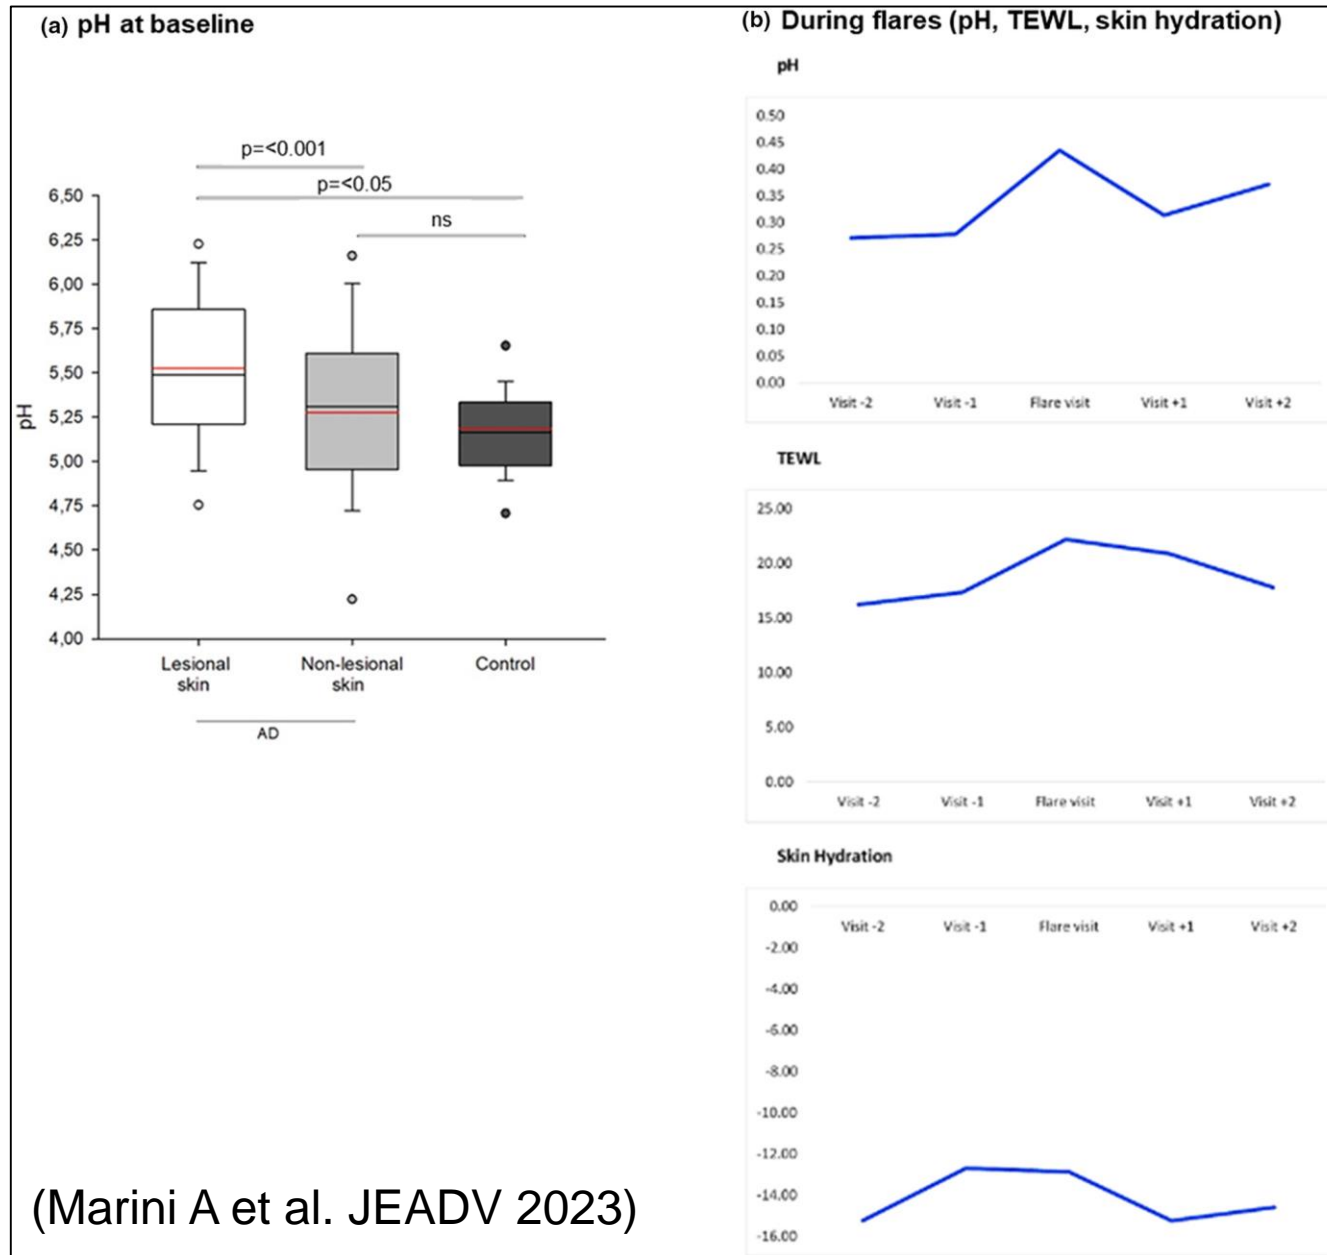 (a) pH at baseline
p=<0.001
p=<0.05
ns
6,50
6,25
6,00
5,75
5,50
5,25
5,00
4,75
4,50
4,25
4,00
pH
Lesional
skin
Non-lesional
skin
Control
AD
(b) During flares (pH, TEWL, skin hydration)
pH
0.50
0.45
0.40
0.35
0.30
0.25
0.20
0.15
0.10
0.05
0.00
Visit -2 Visit -1 Flare visit Visit +1 Visit +2
TEWL
25.00
20.00
15.00
10.00
5.00
0.00
Visit -2 Visit -1 Flare visit Visit +1 Visit +2
Skin Hydration
0.00
Visit -2 Visit -1 Flare visit Visit +1 Visit +2
-2.00
-4.00
-6.00
-8.00
-10.00
-12.00
-14.00
-16.00
(Marini A et al. JEADV 2023)